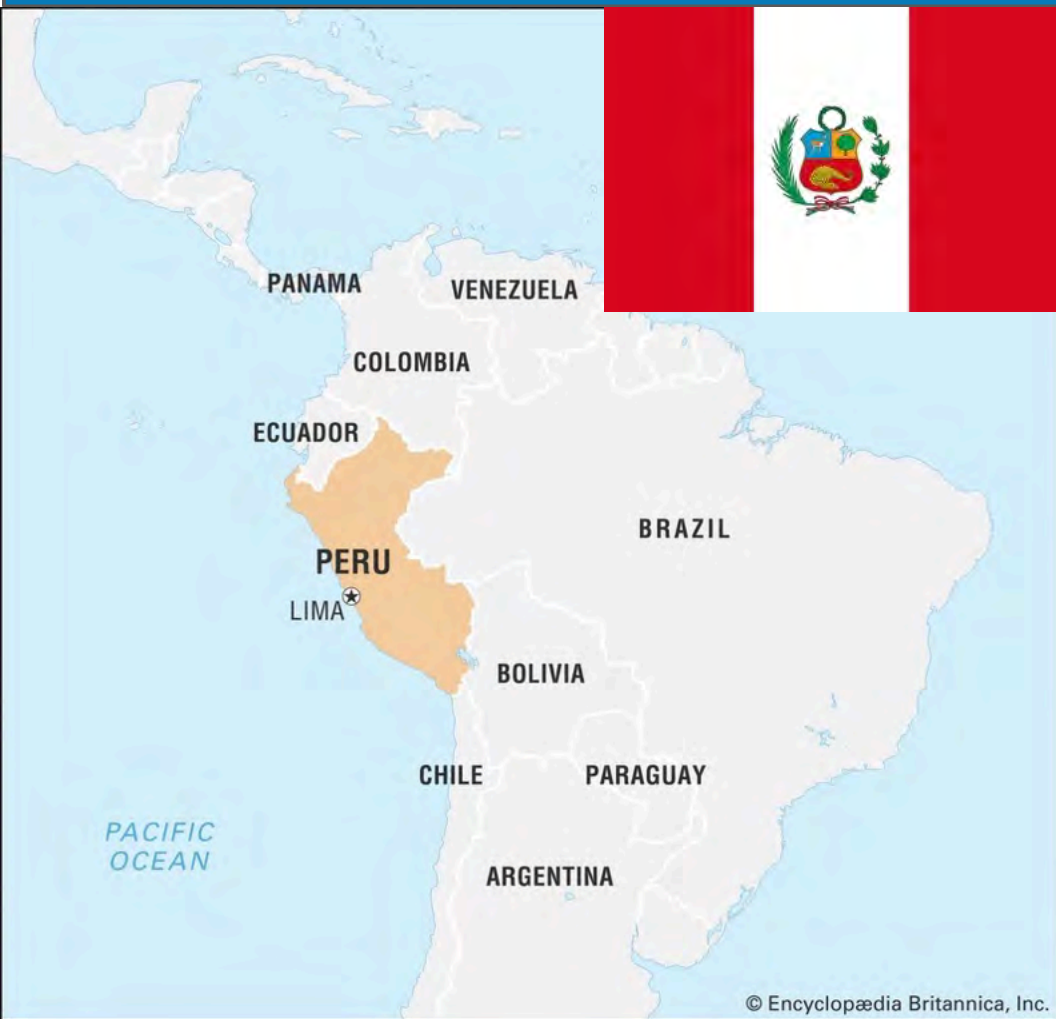 PANAMA
VENEZUELA
COLOMBIA
ECUADOR
BRAZIL
PERU
LIMA
BOLIVIA
CHILE
PARAGUAY
PACIFIC
OCEAN
ARGENTINA
© Encyclopædia Britannica, Inc.